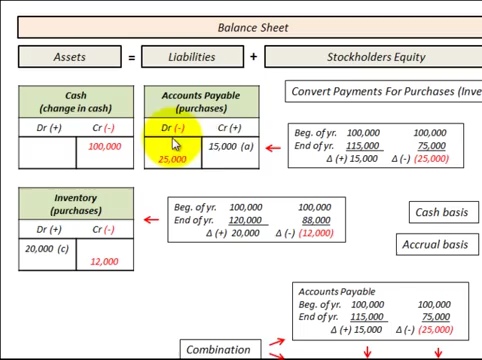 Balance Sheet
Assets = Liabilities + Stockholders Equity
Cash
(change in cash)
Dr (+) Cr (-)
100,000
Accounts Payable
(purchases)
Dr (-) Cr (+)
15,000 (a)
25,000
Convert Payments For Purchases (Inve
Beg. of yr. 100,000 100,000
End of yr. 115,000 75,000
Δ (+) 15,000 Δ (-) (25,000)
Inventory
(purchases)
Dr (+) Cr (-)
20,000 (c)
12,000
Beg. of yr. 100,000 100,000
End of yr. 120,000 88,000
Δ (+) 20,000 Δ (-) (12,000)
Cash basis
Accrual basis
Accounts Payable
Beg. of yr. 100,000 100,000
End of yr. 115,000 75,000
Δ (+) 15,000 Δ (-) (25,000)
Combination